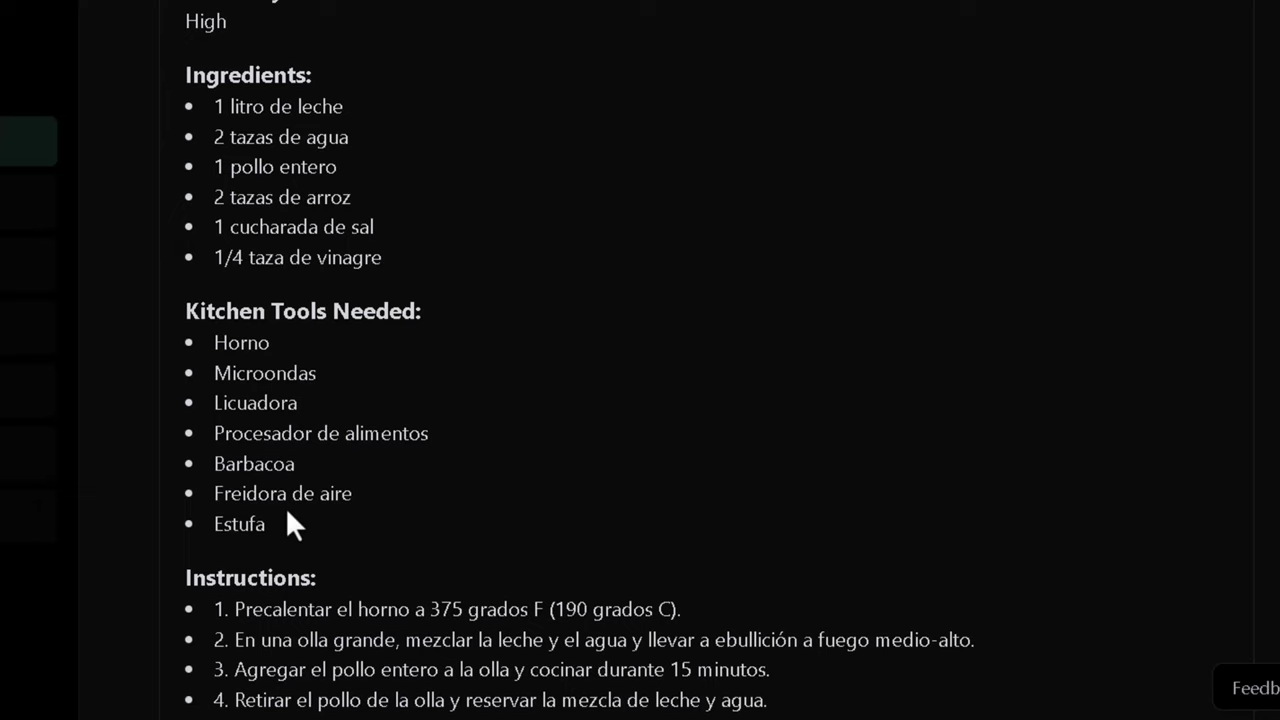 High
Ingredients:
• 1 litro de leche
• 2 tazas de agua
• 1 pollo entero
• 2 tazas de arroz
• 1 cucharada de sal
• 1/4 taza de vinagre
Kitchen Tools Needed:
• Horno
• Microondas
• Licuadora
• Procesador de alimentos
• Barbacoa
• Freidora de aire
• Estufa
Instructions:
• 1. Precalentar el horno a 375 grados F (190 grados C).
• 2. En una olla grande, mezclar la leche y el agua y llevar a ebullición a fuego medio-alto.
• 3. Agregar el pollo entero a la olla y cocinar durante 15 minutos.
• 4. Retirar el pollo de la olla y reservar la mezcla de leche y agua.
Feedb